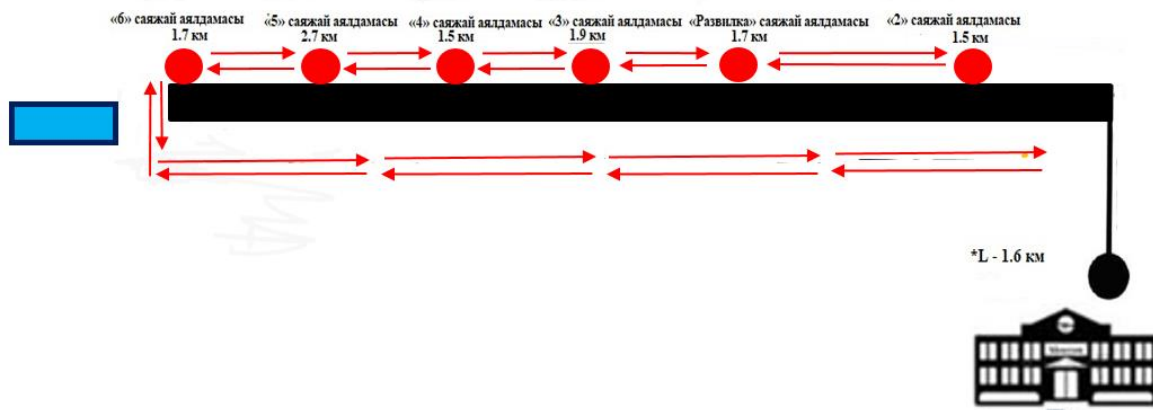 «6» саяжай аялдамасы
1.7 км
«5» саяжай аялдамасы
2.7 км
«4» саяжай аялдамасы
1.5 км
«3» саяжай аялдамасы
1.9 км
«Развилка» саяжай аялдамасы
1.7 км
«2» саяжай аялдамасы
1.5 км
*L - 1.6 км